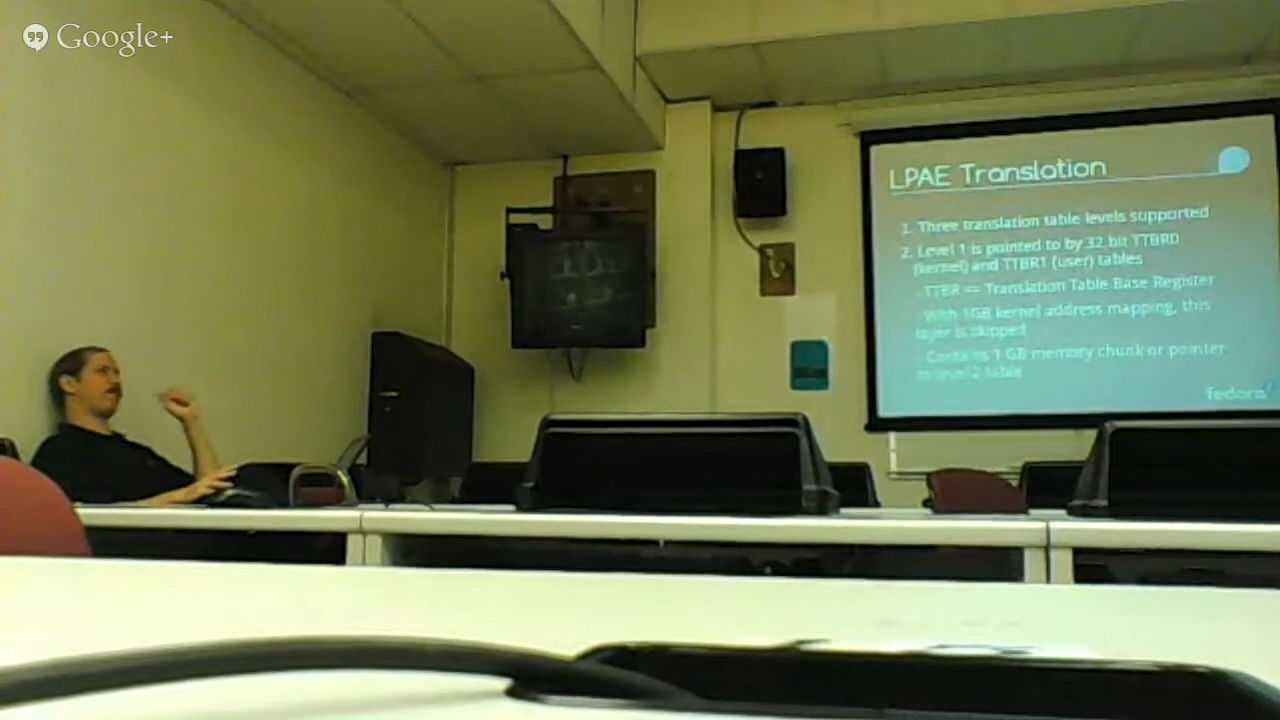 Google+
LPAE Translation
1. Three translation table levels supported
2. Level 1 is pointed to by 32 bit TTBR0
(kernel) and TTBR1 (user) tables
TTBR == Translation Table Base Register
With 1GB kernel address mapping, this
layer is skipped
Contains 1 GB memory chunk or pointer
to level 2 table
fedora